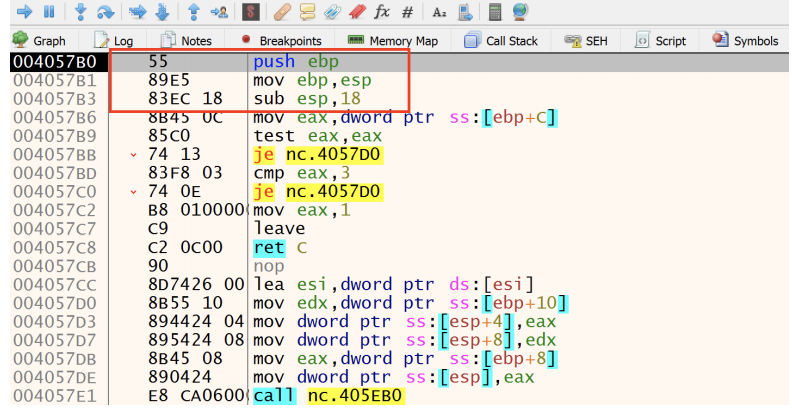 fx # Az
Graph Log Notes Breakpoints Memory Map Call Stack SEH Script Symbols
004057B0 55 push ebp
004057B1 89E5 mov ebp,esp
004057B3 83EC 18 sub esp,18
004057B6 8B45 0C mov eax,dword ptr ss:[ebp+C]
004057B9 85C0 test eax,eax
004057BB 74 13 je nc.4057D0
004057BD 83F8 03 cmp eax,3
004057C0 74 0E je nc.4057D0
004057C2 B8 010000 mov eax,1
004057C7 C9 leave
004057C8 C2 0C00 ret C
004057CB 90 nop
004057CC 8D7426 00 lea esi,dword ptr ds:[esi]
004057D0 8B55 10 mov edx,dword ptr ss:[ebp+10]
004057D3 894424 04 mov dword ptr ss:[esp+4],eax
004057D7 895424 08 mov dword ptr ss:[esp+8],edx
004057DB 8B45 08 mov eax,dword ptr ss:[ebp+8]
004057DE 890424 mov dword ptr ss:[esp],eax
004057E1 E8 CA0600 call nc.405EB0